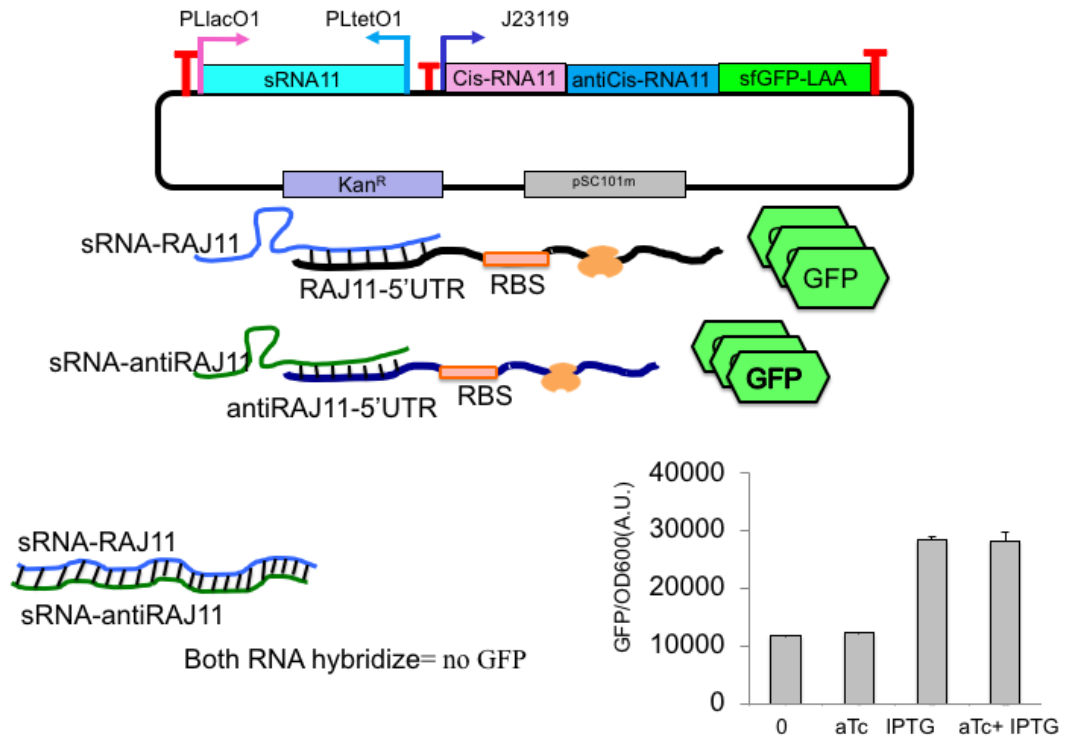 PLlacO1 PLtetO1 J23119
sRNA11 Cis-RNA11 antiCis-RNA11 sfGFP-LAA
KanR pSC101m
sRNA-RAJ11
RAJ11-5'UTR RBS
GFP
sRNA-antiRAJ11
antiRAJ11-5'UTR RBS
GFP
sRNA-RAJ11
sRNA-antiRAJ11
Both RNA hybridize= no GFP
GFP/OD600(A.U.)
40000
30000
20000
10000
0
0 aTc IPTG aTc+ IPTG